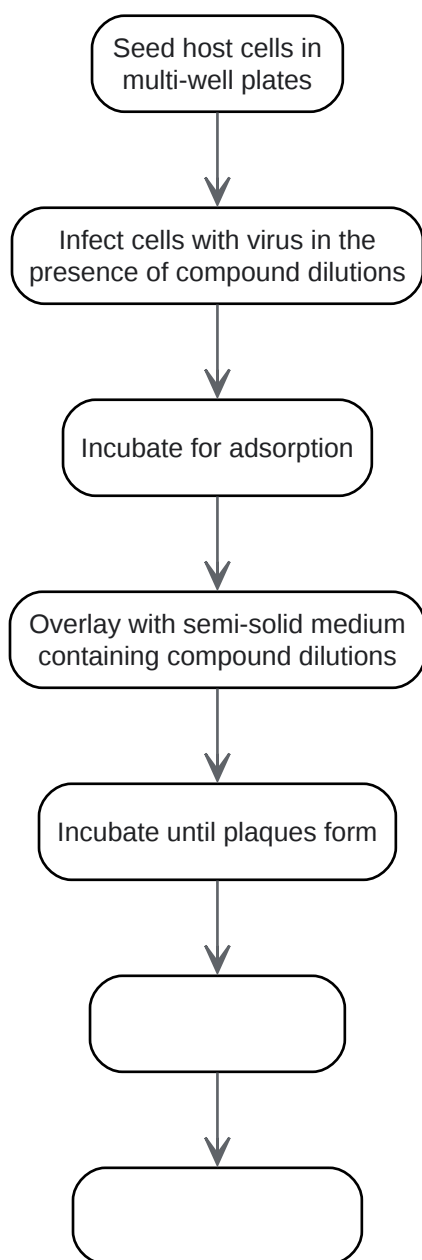 Seed host cells in
multi-well plates
Infect cells with virus in the
presence of compound dilutions
Incubate for adsorption
Overlay with semi-solid medium
containing compound dilutions
Incubate until plaques form